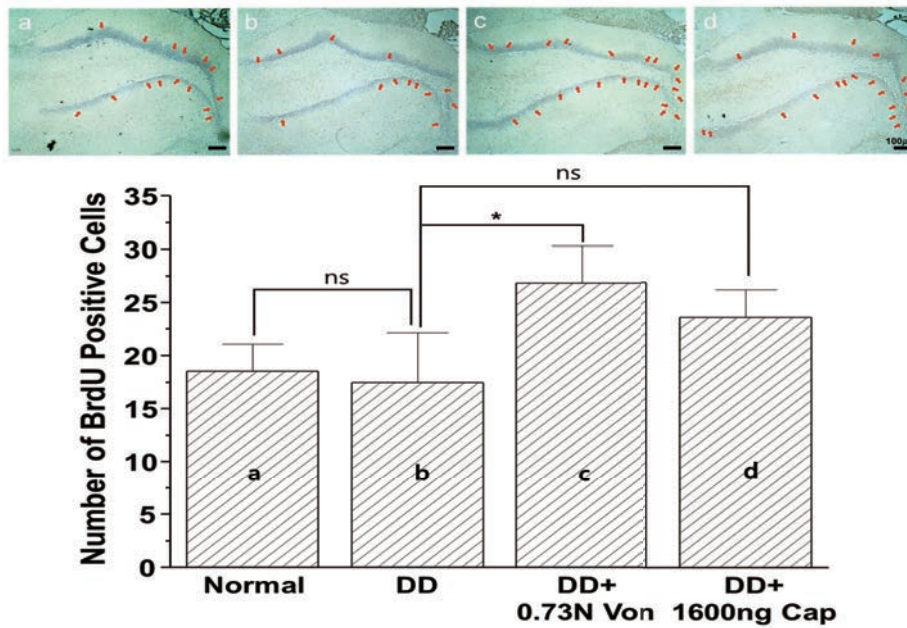 a
b
c
d
100µ
Number of BrdU Positive Cells
35
30
25
20
15
10
5
0
ns
ns
*
a
b
c
d
Normal
DD
DD+
0.73N Von
DD+
1600ng Cap